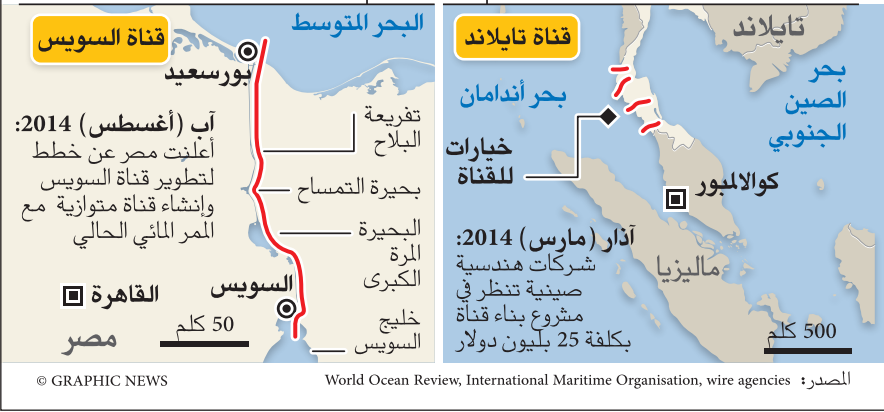 قناة تايلاند
تايلاند
بحر
الصين
الجنوبي
بحر أندامان
خيارات
للقناة
كوالالمبور
ماليزيا
آذار (مارس) 2014:
شركات هندسية
صينية تنظر في
مشروع بناء قناة
بكلفة 25 بليون دولار
500 كلم
البحر المتوسط
قناة السويس
بورسعيد
تفريعة
البلاح
آب (أغسطس) 2014:
أعلنت مصر عن خطط
لتطوير قناة السويس
وإنشاء قناة متوازية مع
الممر المائي الحالي
بحيرة التمساح
البحيرة
المرة
الكبرى
السويس
القاهرة
خليج
السويس
50 كلم
مصر
المصدر: World Ocean Review, International Maritime Organisation, wire agencies
© GRAPHIC NEWS